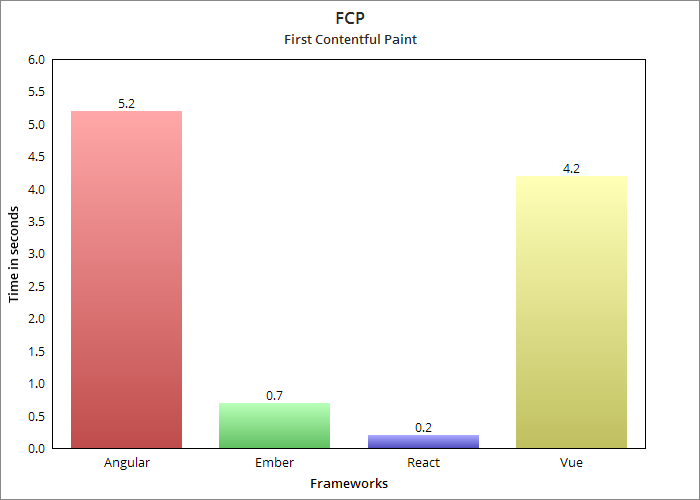 FCP
First Contentful Paint
6.0
5.5
5.0
4.5
4.0
3.5
3.0
2.5
2.0
1.5
1.0
0.5
0.0
Time in seconds
5.2
0.7
0.2
4.2
Angular
Ember
React
Vue
Frameworks